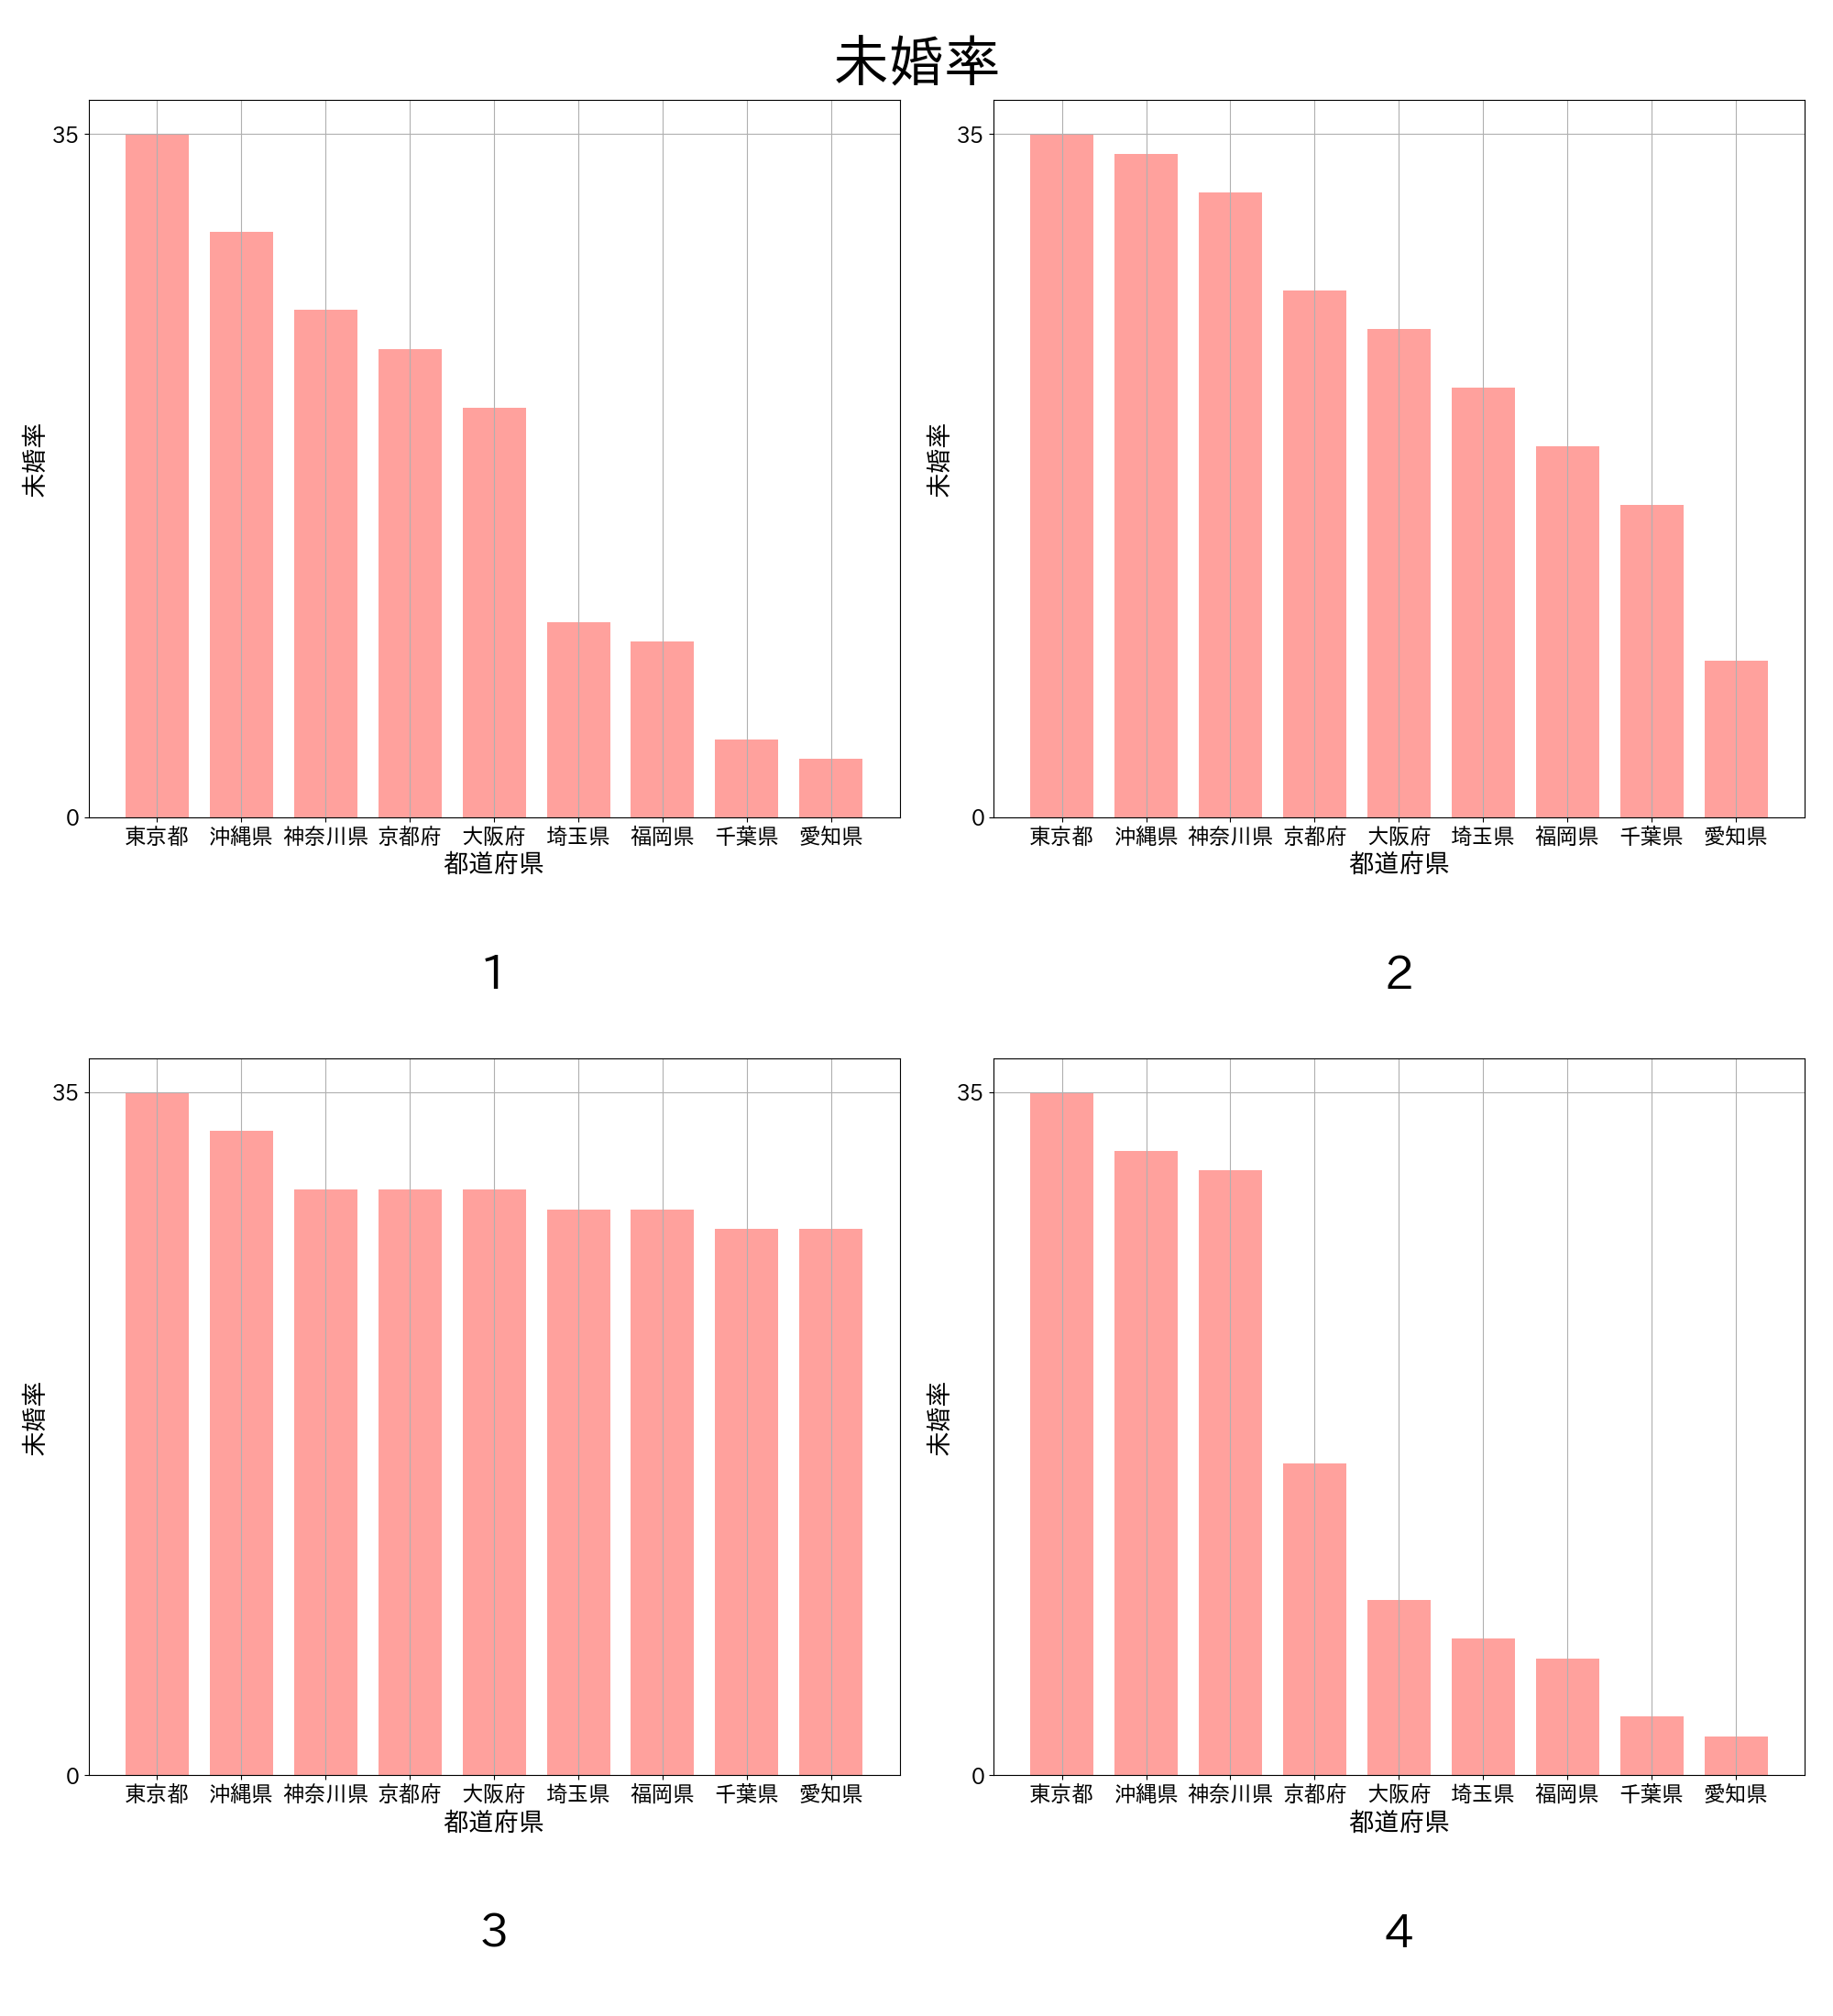 未婚率
35
0
未婚率
東京都 沖縄県 神奈川県 京都府 大阪府 埼玉県 福岡県 千葉県 愛知県
都道府県
1
35
0
未婚率
東京都 沖縄県 神奈川県 京都府 大阪府 埼玉県 福岡県 千葉県 愛知県
都道府県
2
35
0
未婚率
東京都 沖縄県 神奈川県 京都府 大阪府 埼玉県 福岡県 千葉県 愛知県
都道府県
3
35
0
未婚率
東京都 沖縄県 神奈川県 京都府 大阪府 埼玉県 福岡県 千葉県 愛知県
都道府県
4